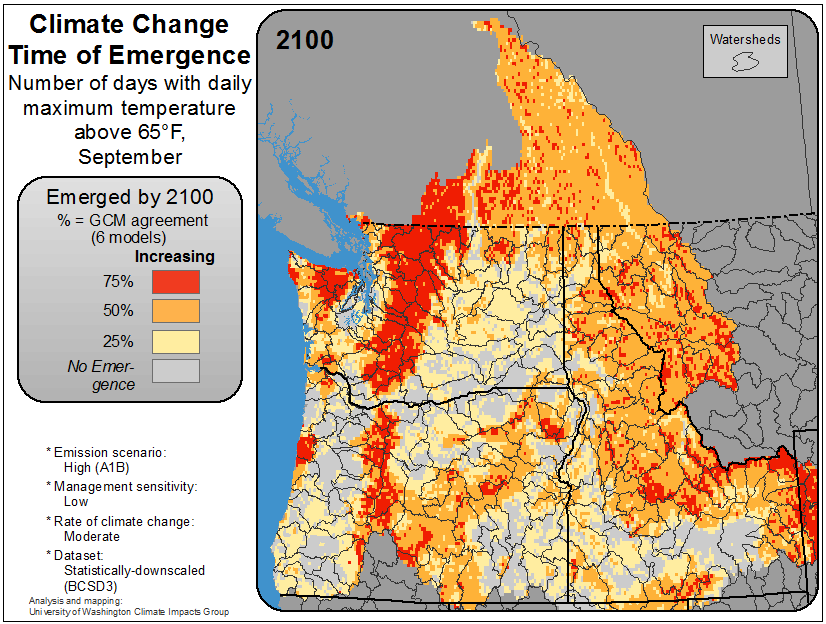 Climate Change
Time of Emergence
Number of days with daily
maximum temperature
above 65°F,
September
Emerged by 2100
% = GCM agreement
(6 models)
Increasing
75%
50%
25%
No Emer-
gence
* Emission scenario:
High (A1B)
* Management sensitivity:
Low
* Rate of climate change:
Moderate
* Dataset:
Statistically-downscaled
(BCSD3)
Analysis and mapping:
University of Washington Climate Impacts Group
2100
Watersheds